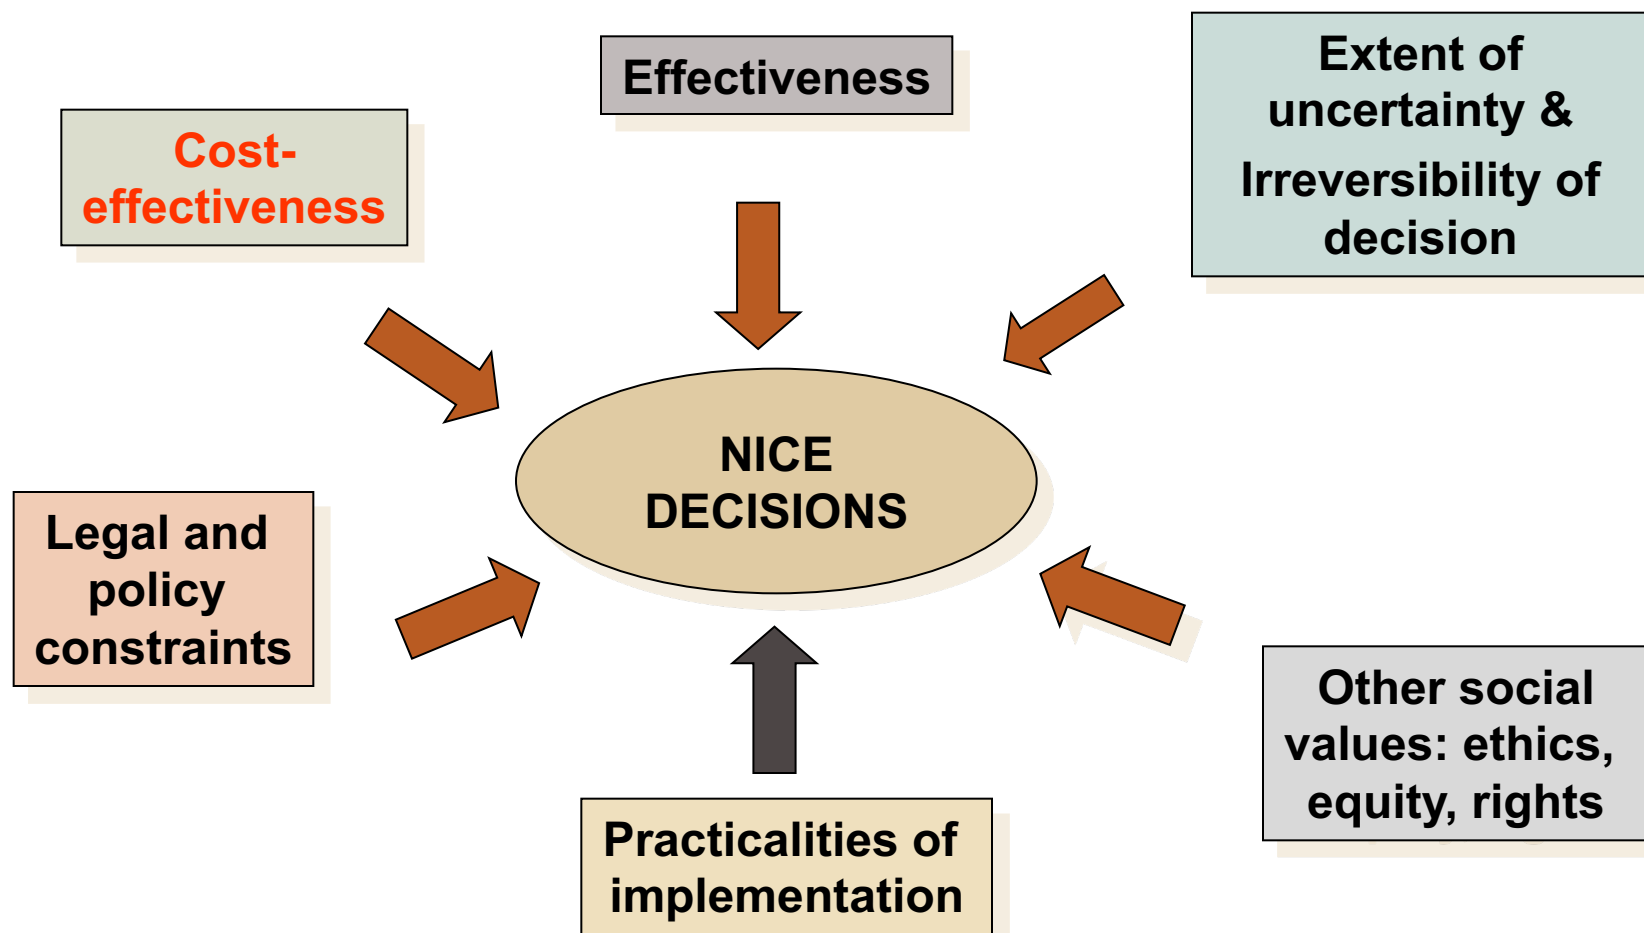 Effectiveness
Extent of
uncertainty &
Irreversibility of
decision
Cost-
effectiveness
NICE
DECISIONS
Legal and
policy
constraints
Other social
values: ethics,
equity, rights
Practicalities of
implementation